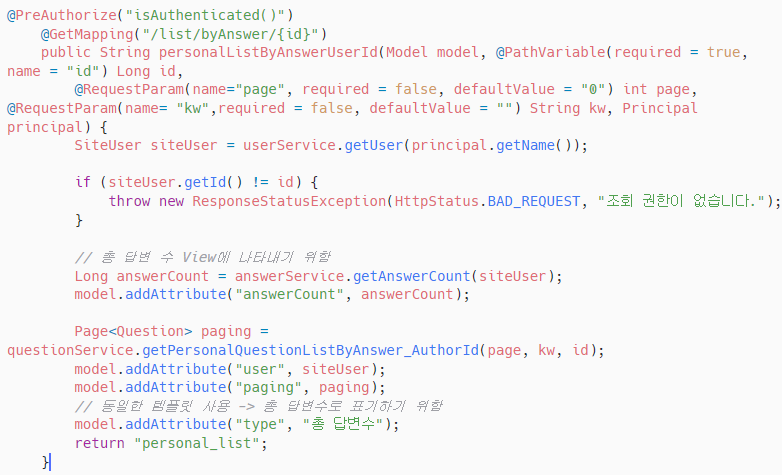 @PreAuthorize("isAuthenticated()")
@GetMapping("/list/byAnswer/{id}")
public String personalListByAnswerUserId(Model model, @PathVariable(required = true,
name = "id") Long id,
@RequestParam(name="page", required = false, defaultValue = "0") int page,
@RequestParam(name= "kw",required = false, defaultValue = "") String kw, Principal
principal) {
SiteUser siteUser = userService.getUser(principal.getName());
if (siteUser.getId() != id) {
throw new ResponseStatusException(HttpStatus.BAD_REQUEST, "조회 권한이 없습니다.");
}
// 총 답변 수 View에 나타내기 위함
Long answerCount = answerService.getAnswerCount(siteUser);
model.addAttribute("answerCount", answerCount);
Page<Question> paging =
questionService.getPersonalQuestionListByAnswer_AuthorId(page, kw, id);
model.addAttribute("user", siteUser);
model.addAttribute("paging", paging);
// 동일한 템플릿 사용 -> 총 답변수로 표기하기 위함
model.addAttribute("type", "총 답변수");
return "personal_list";
}